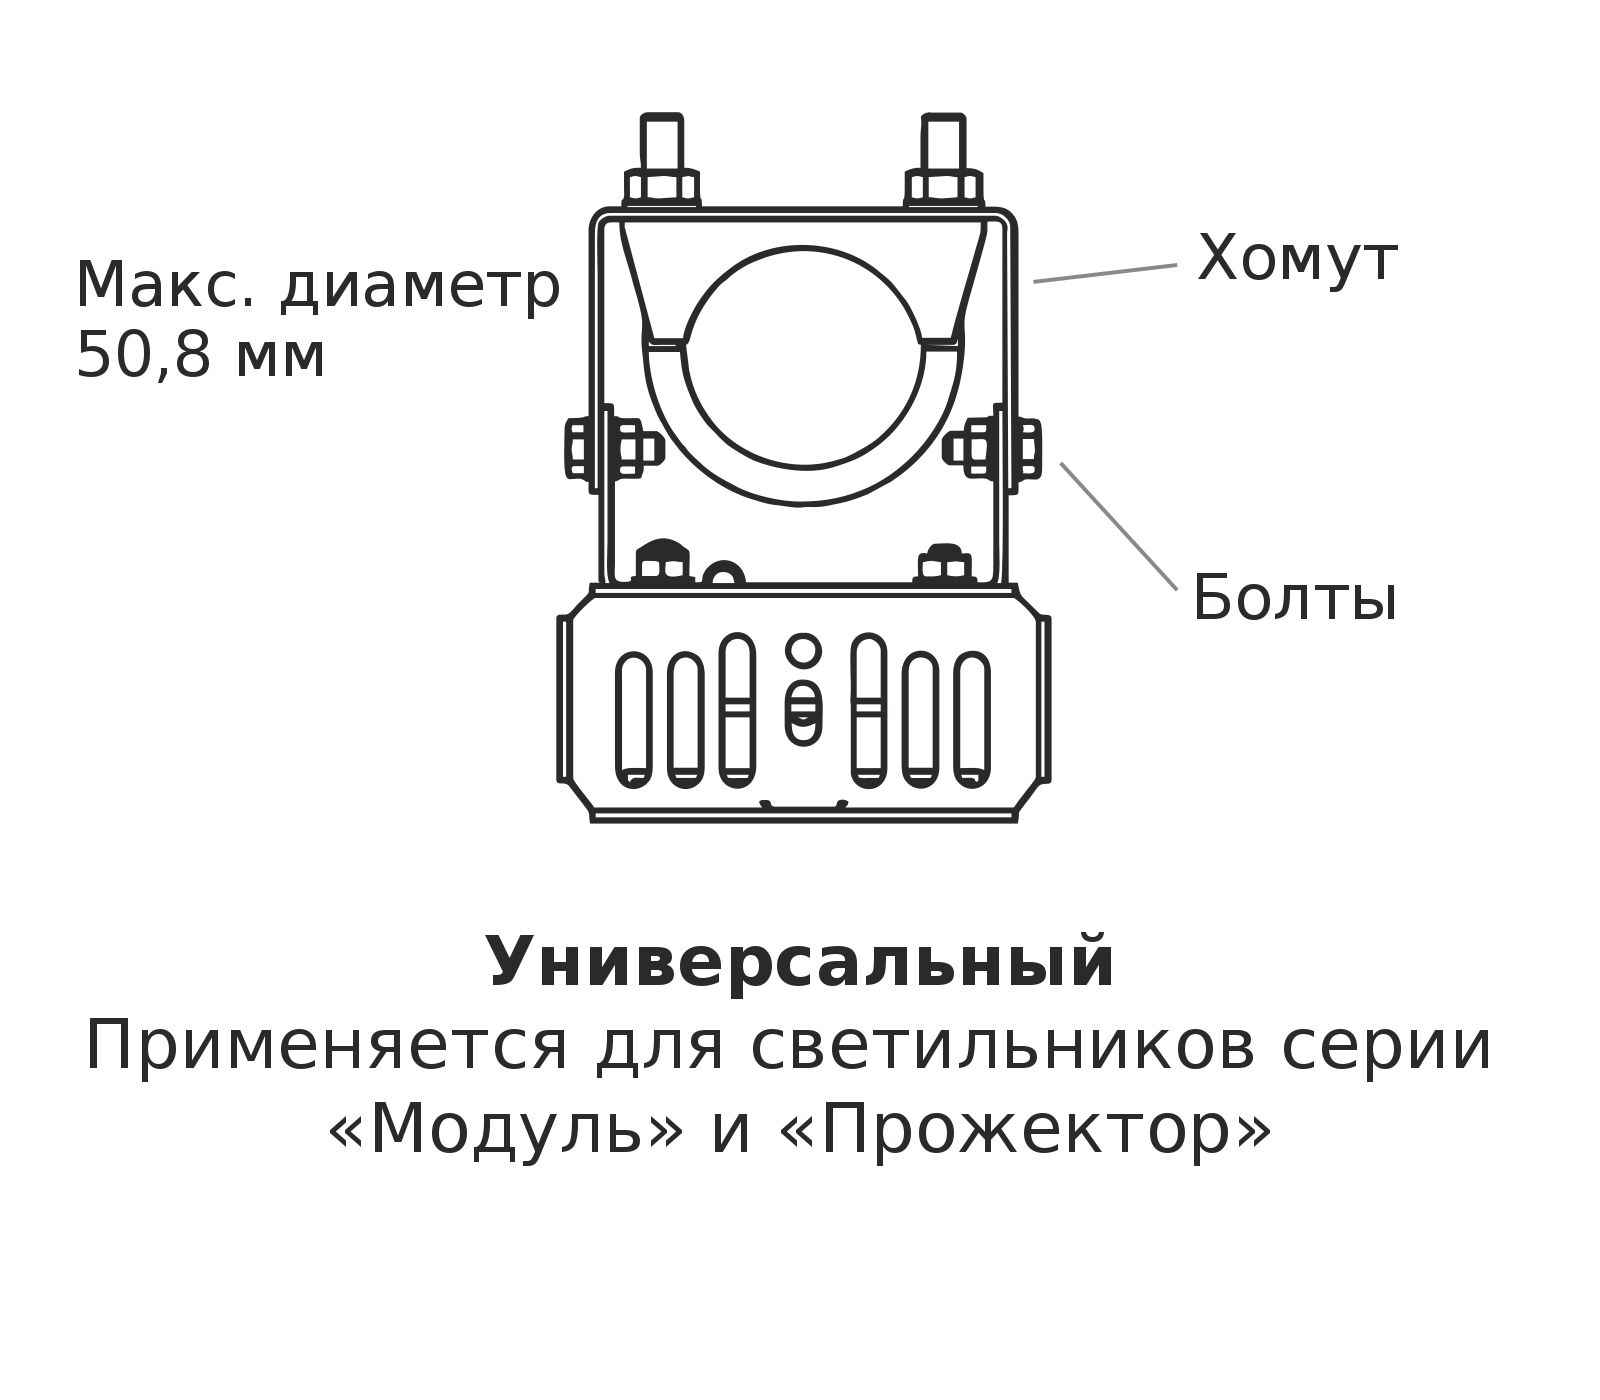 Макс. диаметр
50,8 мм
Хомут
Болты
Универсальный
Применяется для светильников серии
«Модуль» и «Прожектор»